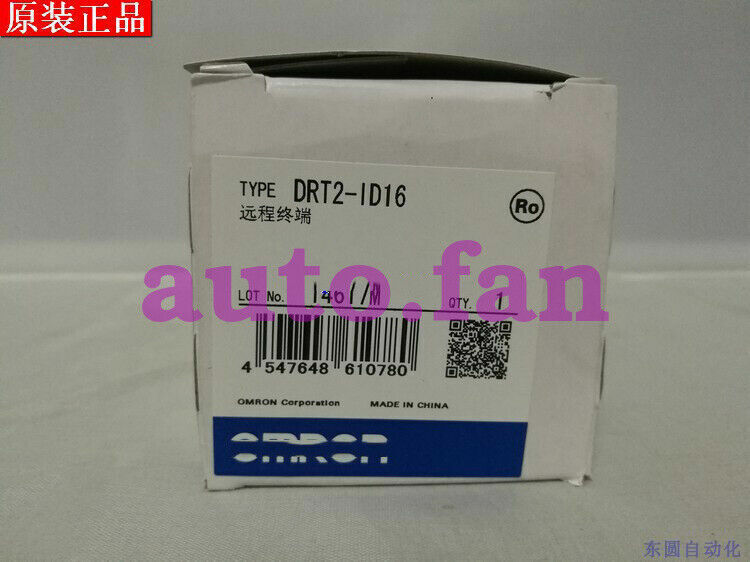 原装正品
TYPE DRT2-ID16
远程终端
Ro
auto.fan
LOT No.
QTY. 1
4 547648 610780
OMRON Corporation MADE IN CHINA
OMRON
东圆自动化